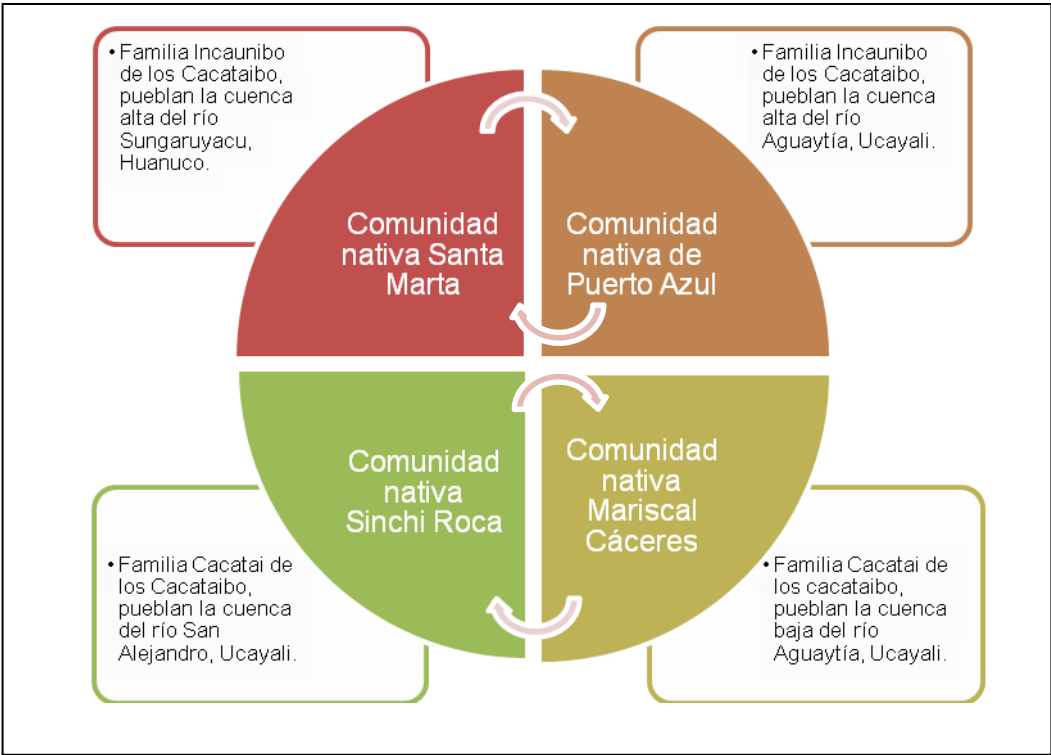 • Familia Incaunibo
de los Cacataibo,
pueblan la cuenca
alta del río
Sungaruyacu,
Huanuco.
• Familia Incaunibo
de los Cacataibo,
pueblan la cuenca
alta del río
Aguaytía, Ucayali.
Comunidad
nativa Santa
Marta
Comunidad
nativa de
Puerto Azul
Comunidad
nativa
Sinchi Roca
Comunidad
nativa
Mariscal
Cáceres
• Familia Cacatai de
los Cacataibo,
pueblan la cuenca
del río San
Alejandro, Ucayali.
• Familia Cacatai de
los cacataibo,
pueblan la cuenca
baja del río
Aguaytía, Ucayali.